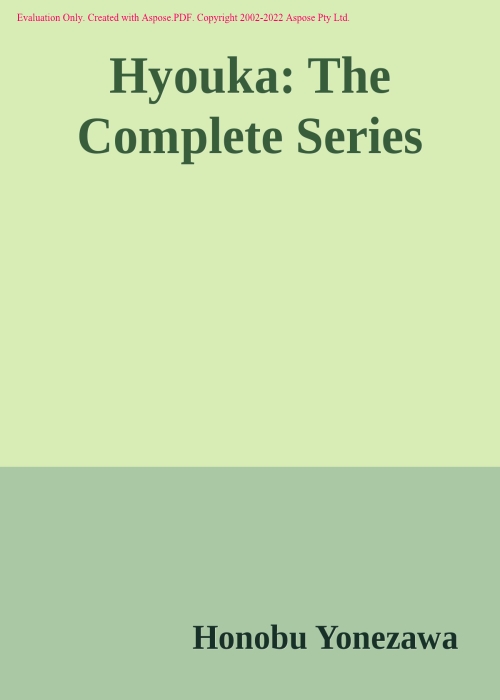 Evaluation Only. Created with Aspose.PDF. Copyright 2002-2022 Aspose Pty Ltd.
Hyouka: The
Complete Series
Honobu Yonezawa